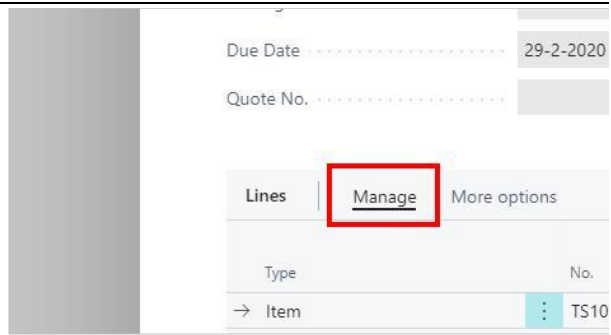 Due Date 29-2-2020
Quote No.
Lines Manage More options
Type No.
Item TS10